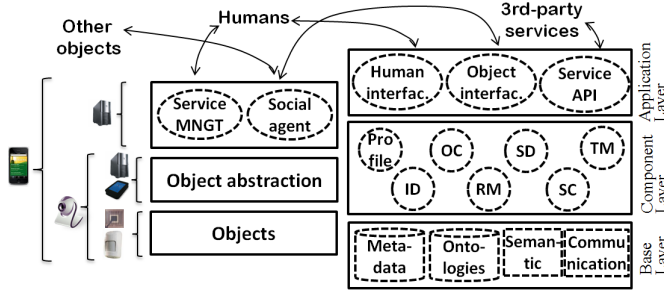 Other
objects
Humans
3rd-party
services
Service
MNGT
Social
agent
Object abstraction
Objects
Human
interfac.
Object
interfac.
Service
API
Application
Layer
Pro
file
OC
SD
TM
ID
RM
SC
Component
Layer
Meta-
data
Onto-
logies
Seman-
tic
Commu
nication
Base
Layer